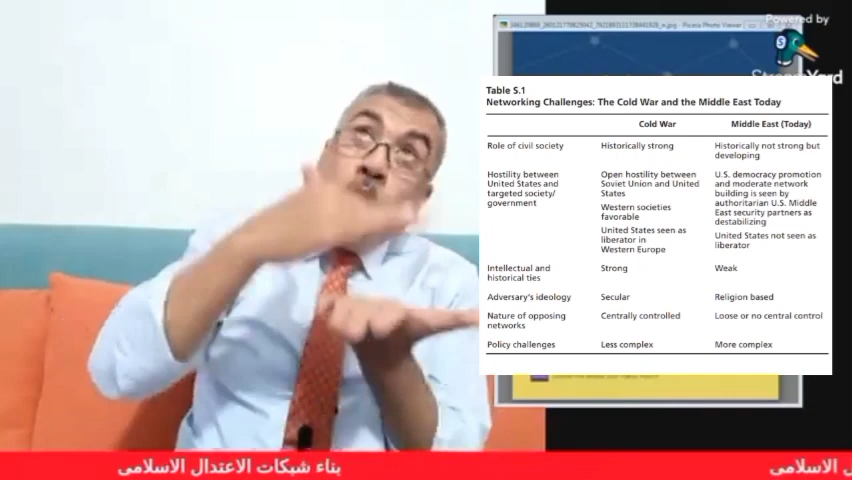 Powered by
StreamYard
Table S.1
Networking Challenges: The Cold War and the Middle East Today
Cold War
Middle East (Today)
Role of civil society
Historically strong
Historically not strong but
developing
Hostility between
United States and
targeted society/
government
Open hostility between
Soviet Union and United
States
Western societies
favorable
United States seen as
liberator in
Western Europe
U.S. democracy promotion
and moderate network
building is seen by
authoritarian U.S. Middle
East security partners as
destabilizing
United States not seen as
liberator
Intellectual and
historical ties
Strong
Weak
Adversary's ideology
Secular
Religion based
Nature of opposing
networks
Centrally controlled
Loose or no central control
Policy challenges
Less complex
More complex
بناء شبكات الاعتدال الاسلامى
ل الاسلامى